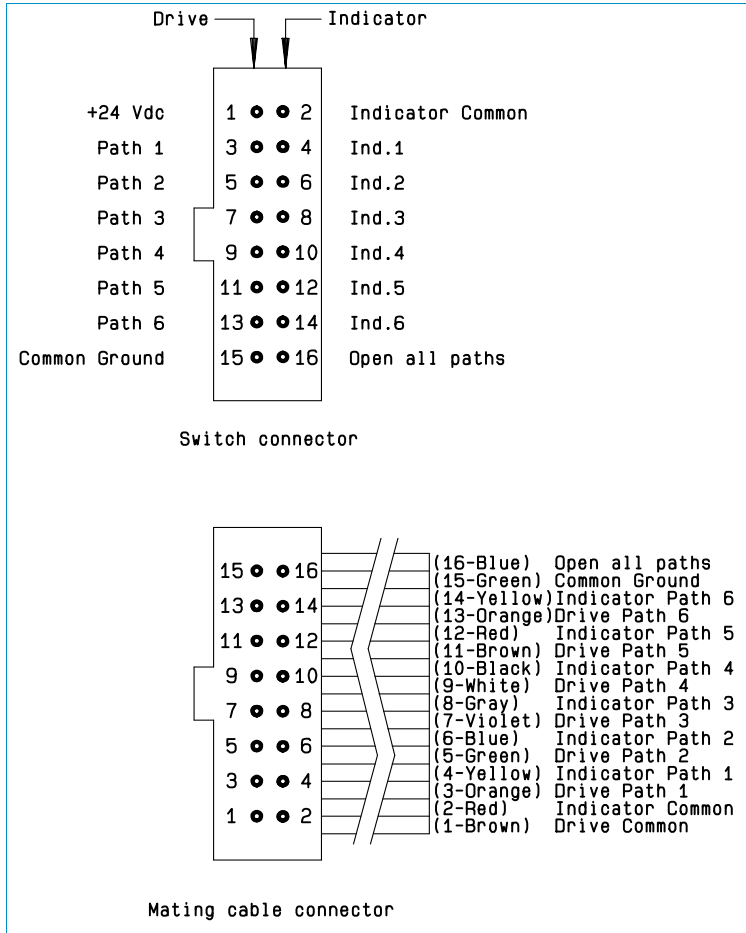 Drive Indicator
+24 Vdc 1 2 Indicator Common
Path 1 3 4 Ind.1
Path 2 5 6 Ind.2
Path 3 7 8 Ind.3
Path 4 9 10 Ind.4
Path 5 11 12 Ind.5
Path 6 13 14 Ind.6
Common Ground 15 16 Open all paths
Switch connector
15 16
13 14
11 12
9 10
7 8
5 6
3 4
1 2
(16-Blue) Open all paths
(15-Green) Common Ground
(14-Yellow) Indicator Path 6
(13-Orange) Drive Path 6
(12-Red) Indicator Path 5
(11-Brown) Drive Path 5
(10-Black) Indicator Path 4
(9-White) Drive Path 4
(8-Gray) Indicator Path 3
(7-Violet) Drive Path 3
(6-Blue) Indicator Path 2
(5-Green) Drive Path 2
(4-Yellow) Indicator Path 1
(3-Orange) Drive Path 1
(2-Red) Indicator Common
(1-Brown) Drive Common
Mating cable connector